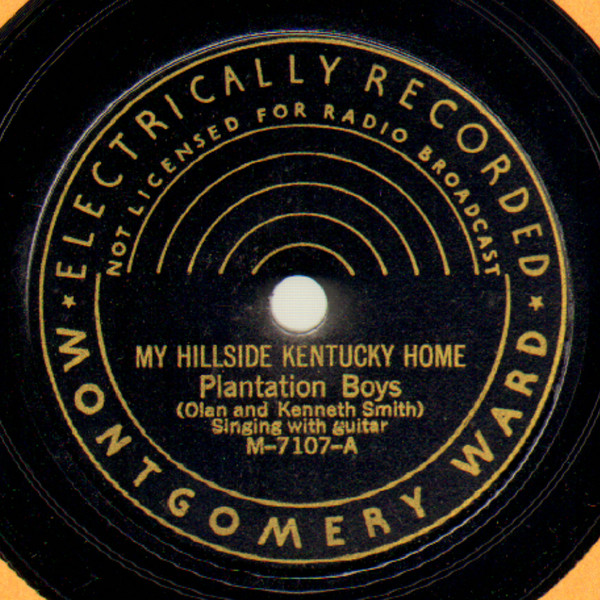 ELECTRICALLY RECORDED
NOT LICENSED FOR RADIO BROADCAST
MY HILLSIDE KENTUCKY HOME
Plantation Boys
(Olan and Kenneth Smith)
Singing with guitar
M-7107-A
★ MONTGOMERY WARD ★